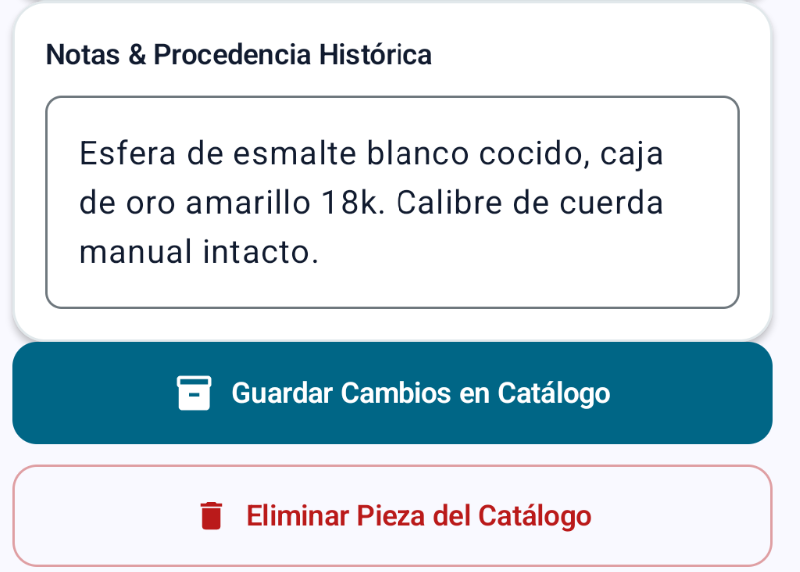 Notas & Procedencia Histórica
Esfera de esmalte blanco cocido, caja
de oro amarillo 18k. Calibre de cuerda
manual intacto.
Guardar Cambios en Catálogo
Eliminar Pieza del Catálogo